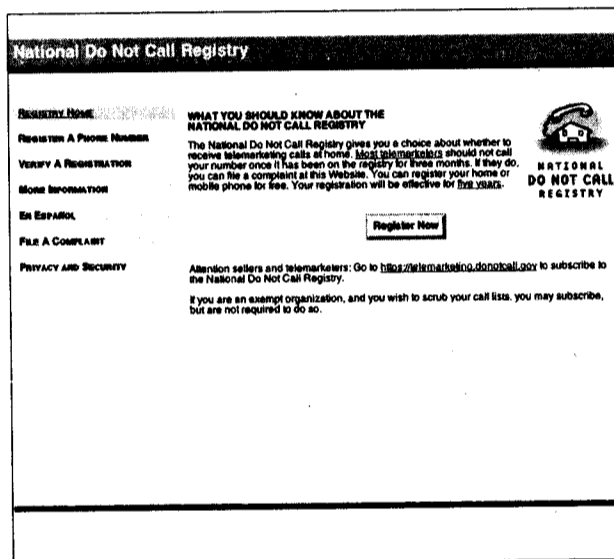 National Do Not Call Registry
REGISTRY HOME
REGISTER A PHONE NUMBER
VERIFY A REGISTRATION
MORE INFORMATION
EN ESPAÑOL
FILE A COMPLAINT
PRIVACY AND SECURITY
WHAT YOU SHOULD KNOW ABOUT THE
NATIONAL DO NOT CALL REGISTRY
The National Do Not Call Registry gives you a choice about whether to
receive telemarketing calls at home. Most telemarketers should not call
your number once it has been on the registry for three months. If they do,
you can file a complaint at this Website. You can register your home or
mobile phone for free. Your registration will be effective for five years.
Register Now
Attention sellers and telemarketers: Go to https://telemarketing.donotcall.gov to subscribe to
the National Do Not Call Registry.
If you are an exempt organization, and you wish to scrub your call lists, you may subscribe,
but are not required to do so.
NATIONAL
DO NOT CALL
REGISTRY